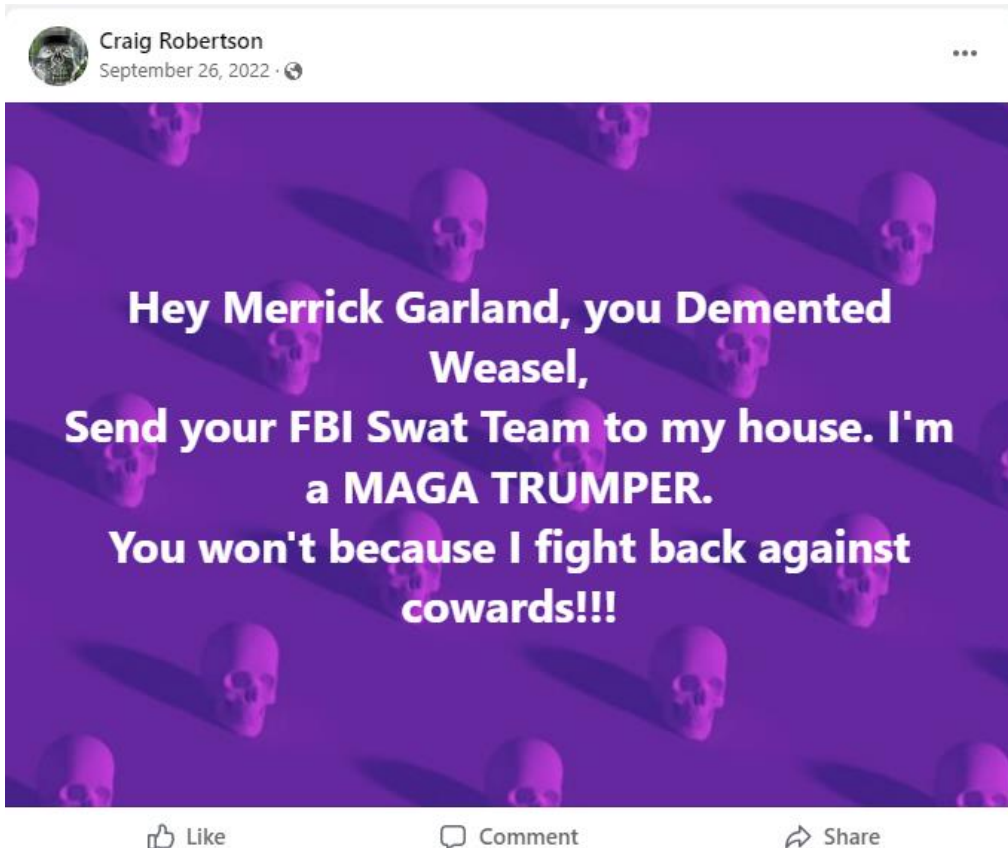 Craig Robertson
September 26, 2022 ·
Hey Merrick Garland, you Demented
Weasel,
Send your FBI Swat Team to my house. I'm
a MAGA TRUMPER.
You won't because I fight back against
cowards!!!
Like Comment Share